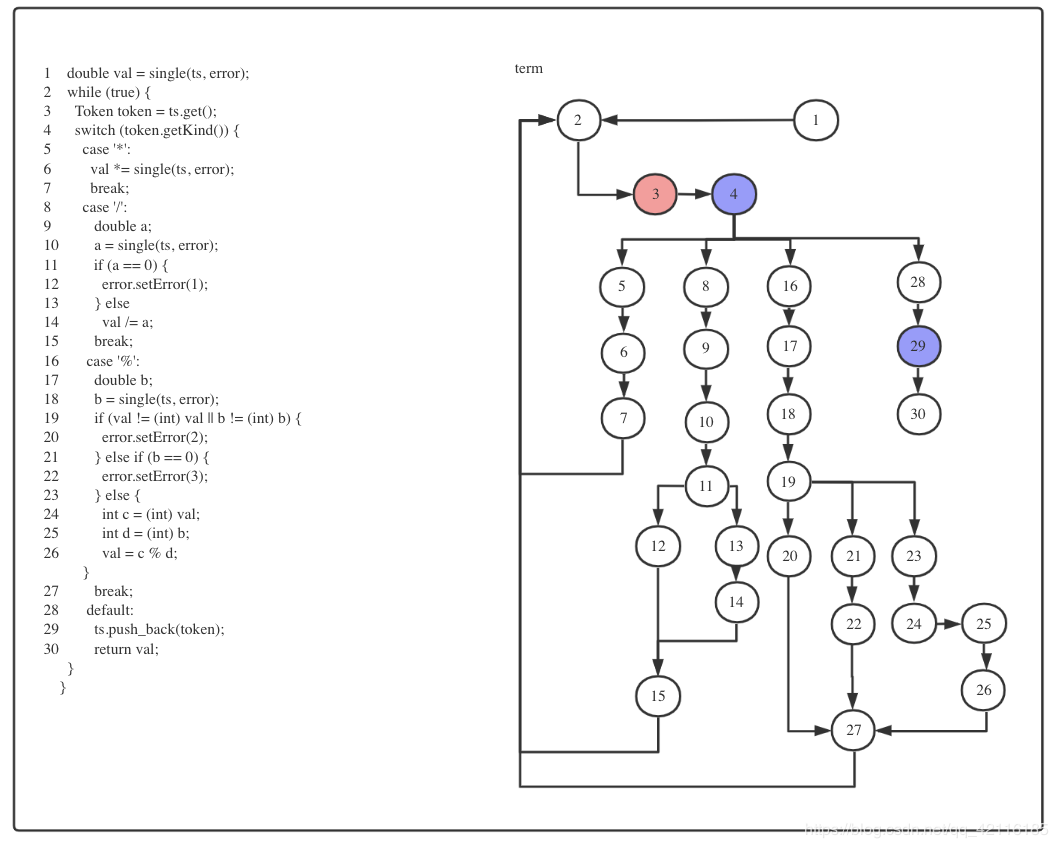 1 double val = single(ts, error);
2 while (true) {
3 Token token = ts.get();
4 switch (token.getKind()) {
5 case '*':
6 val *= single(ts, error);
7 break;
8 case '/':
9 double a;
10 a = single(ts, error);
11 if (a == 0) {
12 error.setError(1);
13 } else
14 val /= a;
15 break;
16 case '%':
17 double b;
18 b = single(ts, error);
19 if (val != (int) val || b != (int) b) {
20 error.setError(2);
21 } else if (b == 0) {
22 error.setError(3);
23 } else {
24 int c = (int) val;
25 int d = (int) b;
26 val = c % d;
}
27 break;
28 default:
29 ts.push_back(token);
30 return val;
}
}
term
2 1
3 4
5 8 16 28
6 9 17 29
7 10 18 30
11 19
12 13 20 21 23
14 22 24 25
15 26
27